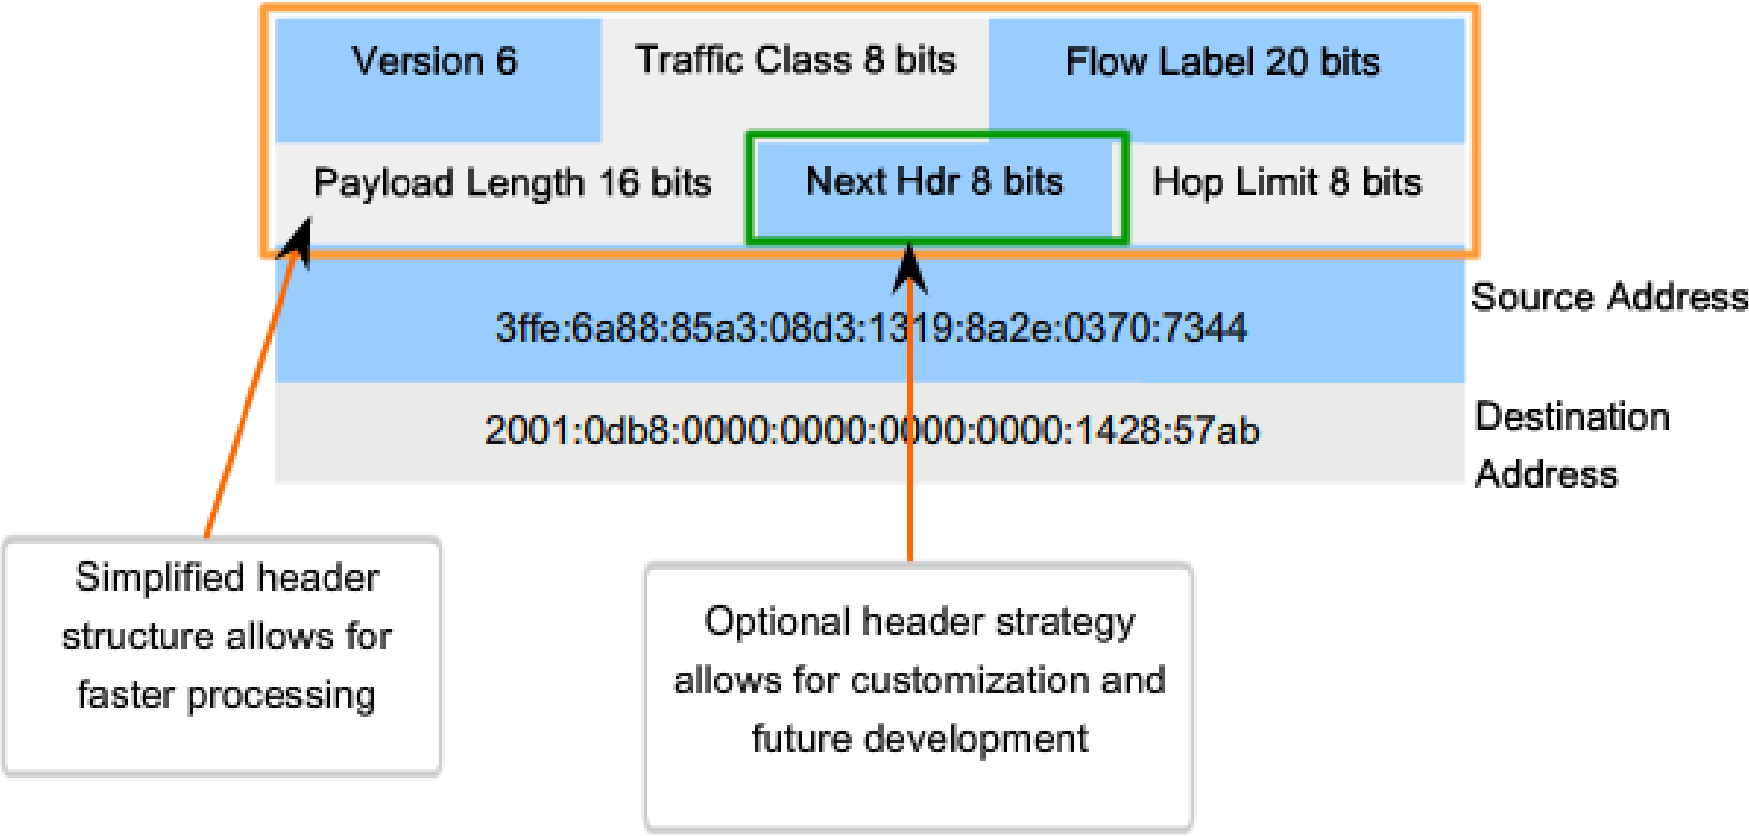 Version 6
Traffic Class 8 bits
Flow Label 20 bits
Payload Length 16 bits
Next Hdr 8 bits
Hop Limit 8 bits
3ffe:6a88:85a3:08d3:1319:8a2e:0370:7344
Source Address
2001:0db8:0000:0000:0000:0000:1428:57ab
Destination
Address
Simplified header
structure allows for
faster processing
Optional header strategy
allows for customization and
future development